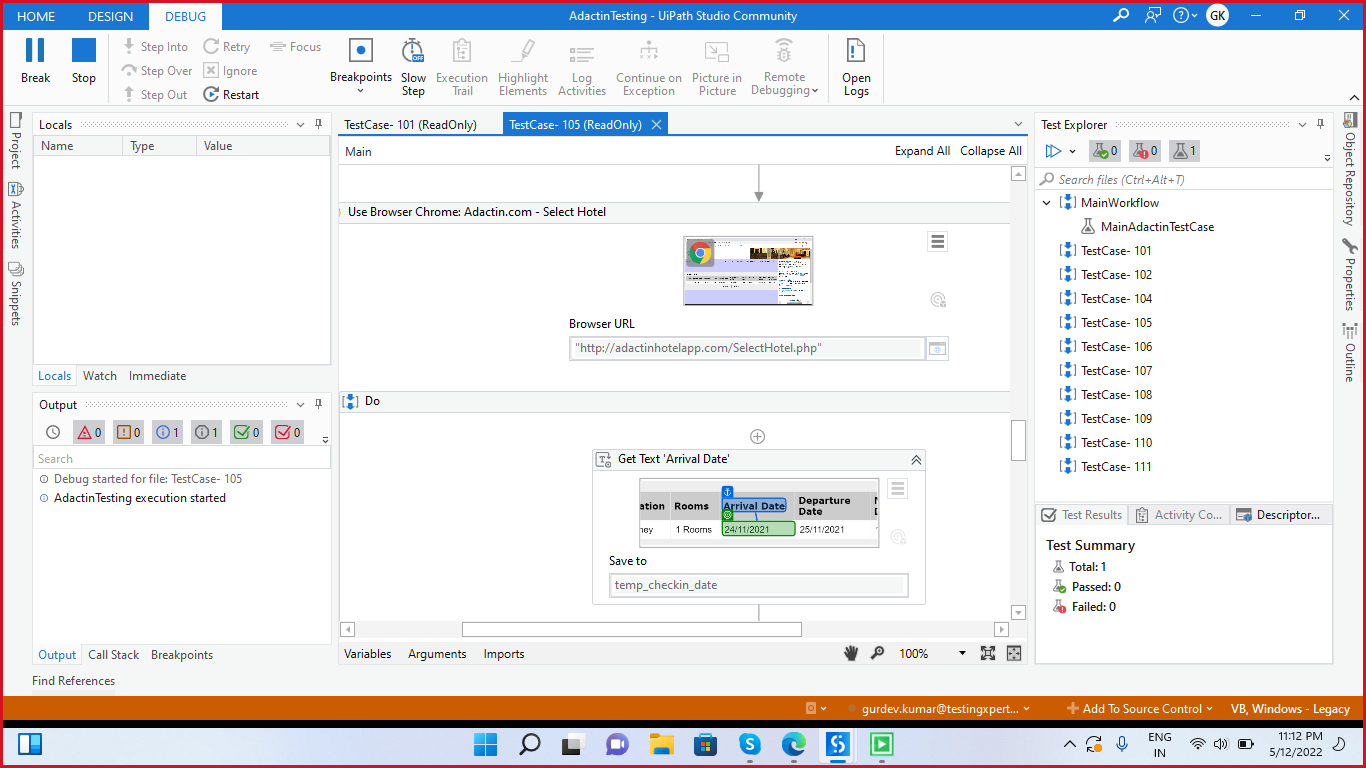 HOME DESIGN DEBUG AdactinTesting - UiPath Studio Community GK
Break Stop Step Into Step Over Step Out Retry Ignore Restart Focus
Breakpoints Slow Step Execution Trail Highlight Elements Log Activities Continue on Exception Picture in Picture Remote Debugging Open Logs
Project
Activities
Snippets
Locals
Name Type Value
Locals Watch Immediate
Output
0 0 1 1 0 0
Search
Debug started for file: TestCase- 105
AdactinTesting execution started
Output Call Stack Breakpoints
Find References
TestCase- 101 (ReadOnly) TestCase- 105 (ReadOnly)
Main Expand All Collapse All
Use Browser Chrome: Adactin.com - Select Hotel
Browser URL
"http://adactinhotelapp.com/SelectHotel.php"
Do
Get Text 'Arrival Date'
ation Rooms Arrival Date Departure Date
ney 1 Rooms 24/11/2021 25/11/2021
Save to
temp_checkin_date
Variables Arguments Imports 100%
Test Explorer
0 0 1
Search files (Ctrl+Alt+T)
MainWorkflow
MainAdactinTestCase
TestCase- 101
TestCase- 102
TestCase- 104
TestCase- 105
TestCase- 106
TestCase- 107
TestCase- 108
TestCase- 109
TestCase- 110
TestCase- 111
Test Results Activity Co... Descriptor...
Test Summary
Total: 1
Passed: 0
Failed: 0
Object Repository
Properties
Outline
gurdev.kumar@testingxpert... Add To Source Control VB, Windows - Legacy
ENG
IN
11:12 PM
5/12/2022